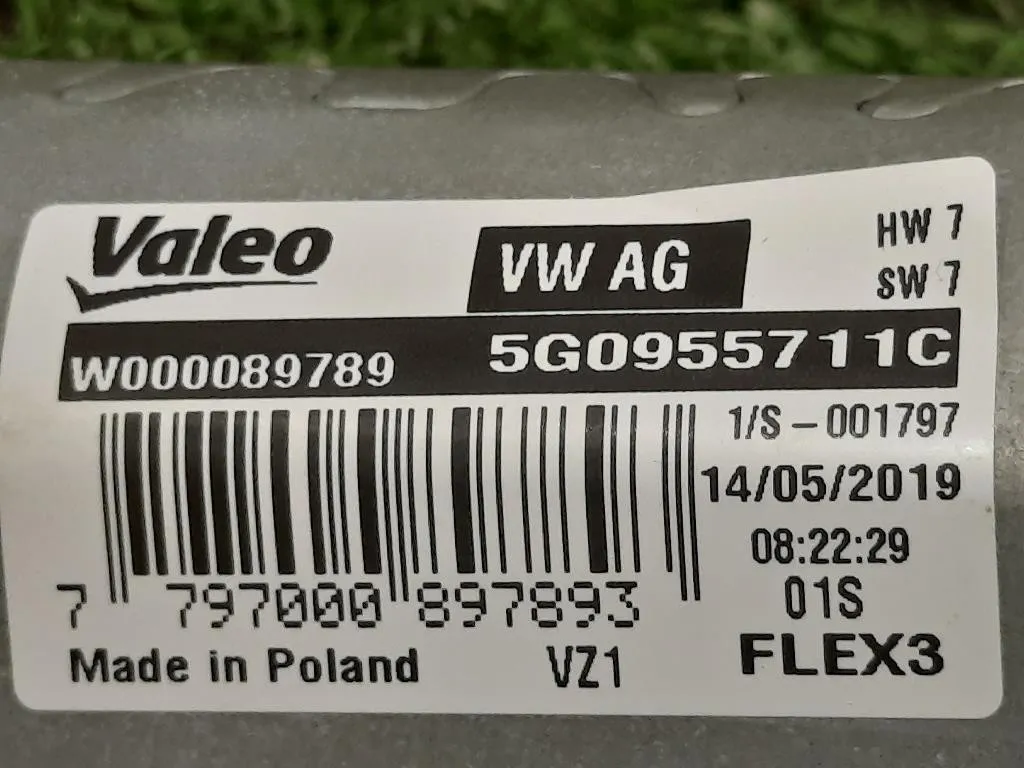 Valeo
VW AG
HW 7
SW 7
W000089789
5G0955711C
1/S - 001797
14/05/2019
08:22:29
7 797000 897893
01S
Made in Poland
VZ1
FLEX3